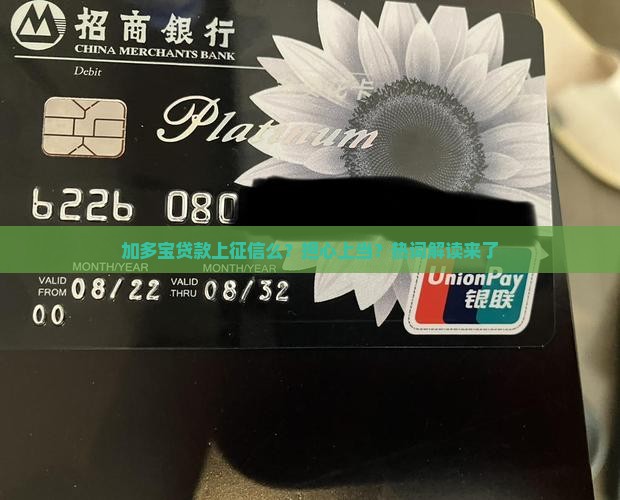 招商銀行
CHINA MERCHANTS BANK
Debit
Platinum
6226 080
加多宝贷款上征信么？担心上当！快问解读来了
MONTH/YEAR MONTH/YEAR
VALID FROM 08/22 VALID THRU 08/32
00
UnionPay
银联